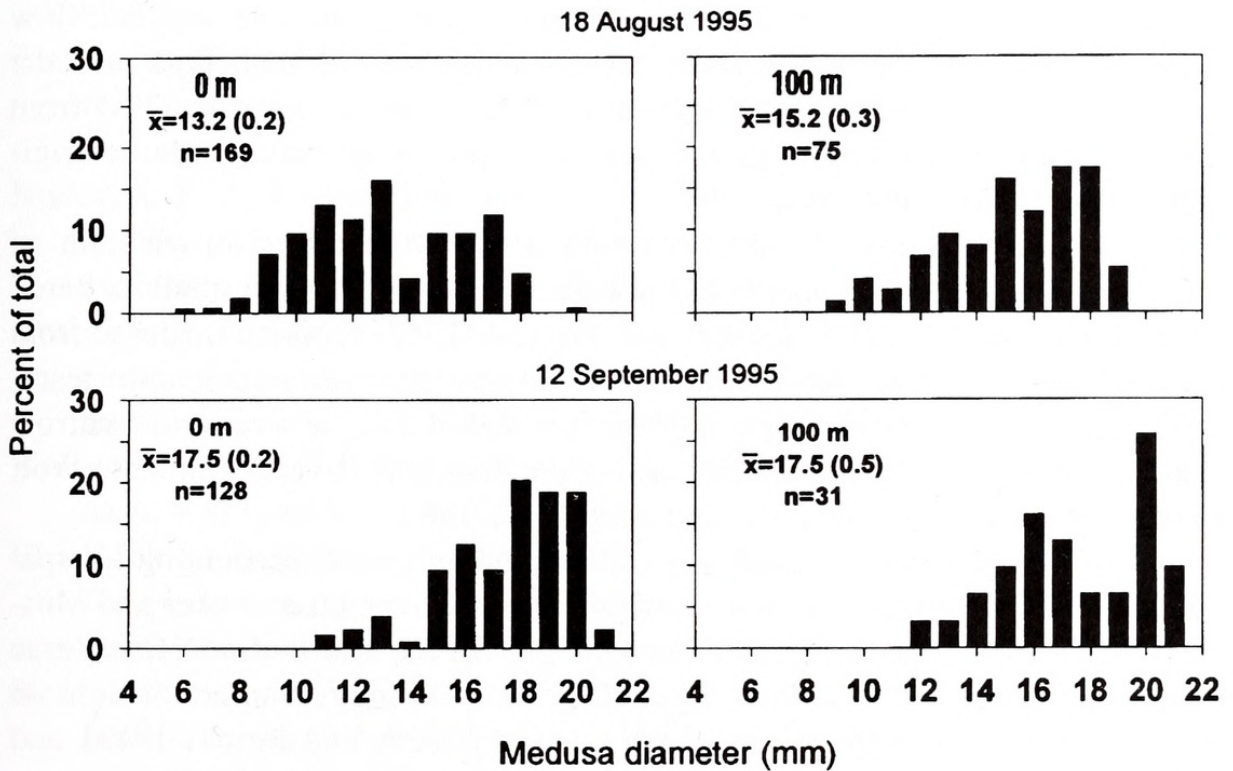 18 August 1995
30
20
10
0
0 m
x̄=13.2 (0.2)
n=169
100 m
x̄=15.2 (0.3)
n=75
Percent of total
12 September 1995
30
20
10
0
0 m
x̄=17.5 (0.2)
n=128
100 m
x̄=17.5 (0.5)
n=31
4 6 8 10 12 14 16 18 20 22
4 6 8 10 12 14 16 18 20 22
Medusa diameter (mm)